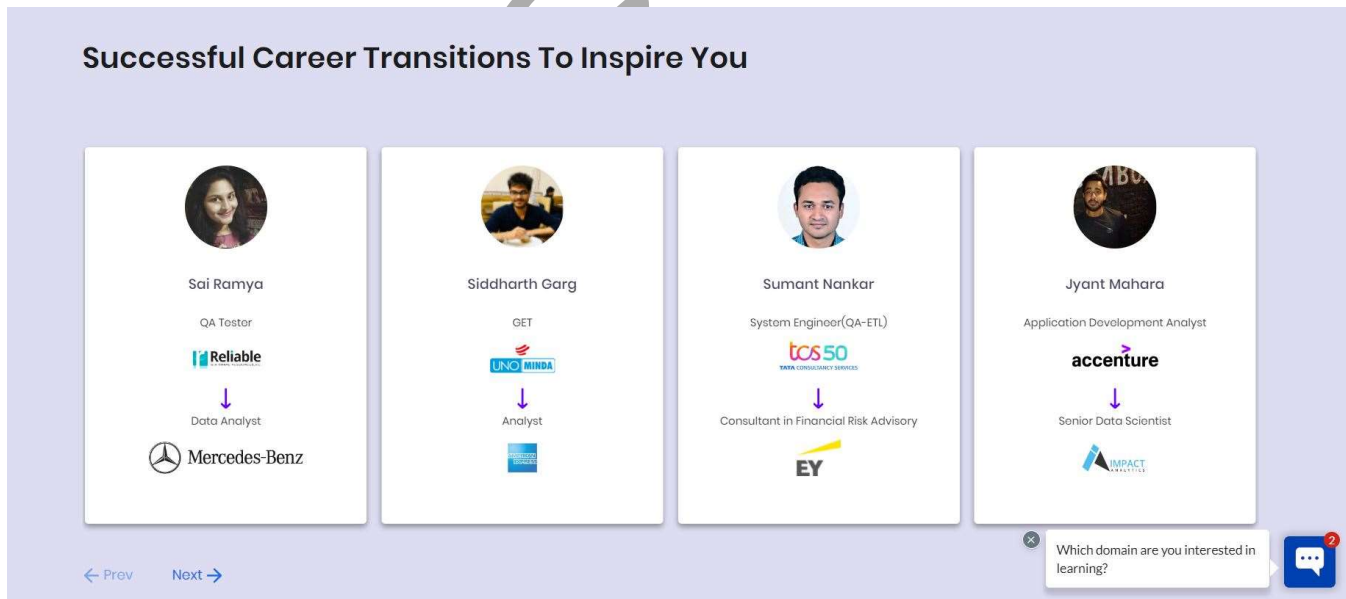 Successful Career Transitions To Inspire You
Sai Ramya
QA Tester
Reliable
↓
Data Analyst
Mercedes-Benz
Siddharth Garg
GET
UNO MINDA
↓
Analyst
Sumant Nankar
System Engineer(QA-ETL)
tcs 50
TATA CONSULTANCY SERVICES
↓
Consultant in Financial Risk Advisory
EY
Jyant Mahara
Application Development Analyst
accenture
↓
Senior Data Scientist
IMPACT
ANALYTICS
← Prev
Next →
Which domain are you interested in
learning?
2